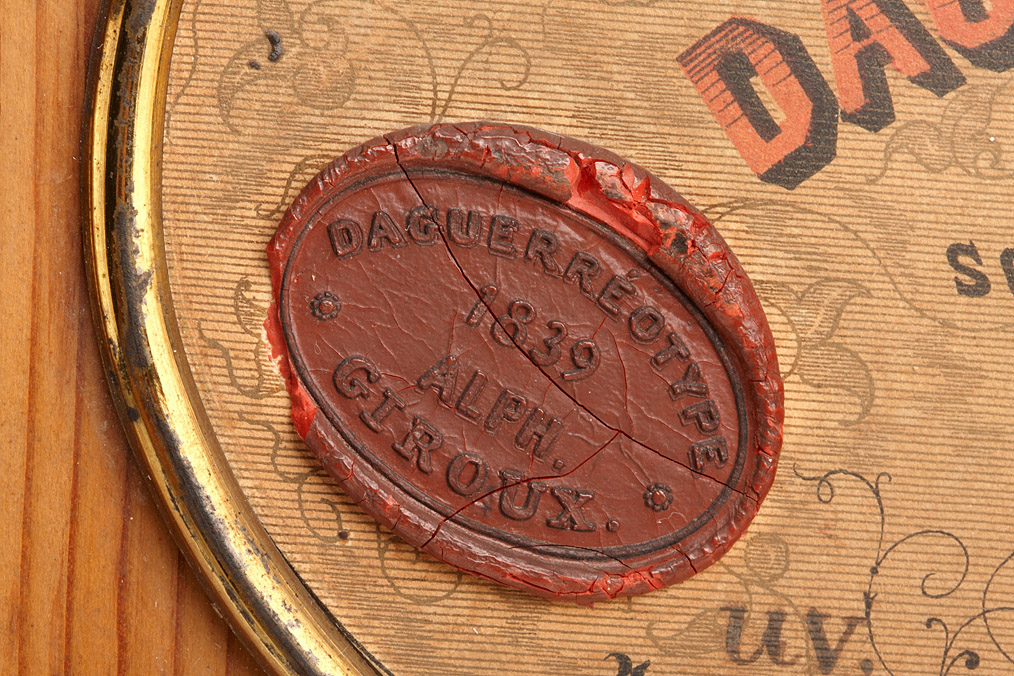 DAGUERRÉOTYPE
1839
ALPH.
GIROUX.